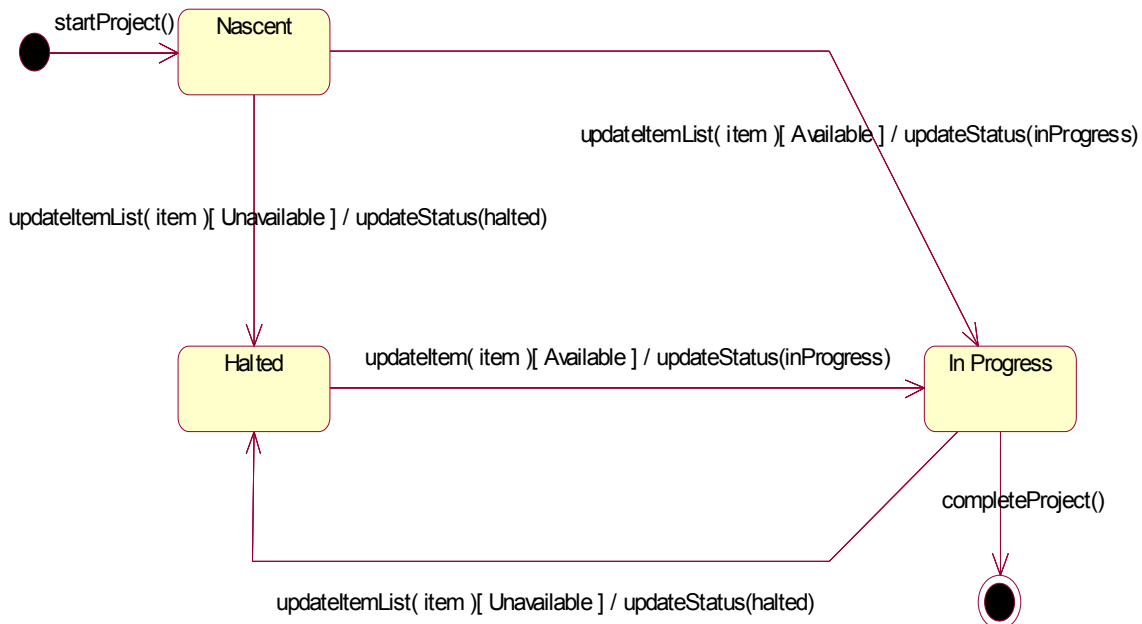 startProject()
Nascent
updateItemList( item )[ Available ] / updateStatus(inProgress)
updateItemList( item )[ Unavailable ] / updateStatus(halted)
Halted
updateItem( item )[ Available ] / updateStatus(inProgress)
In Progress
completeProject()
updateItemList( item )[ Unavailable ] / updateStatus(halted)